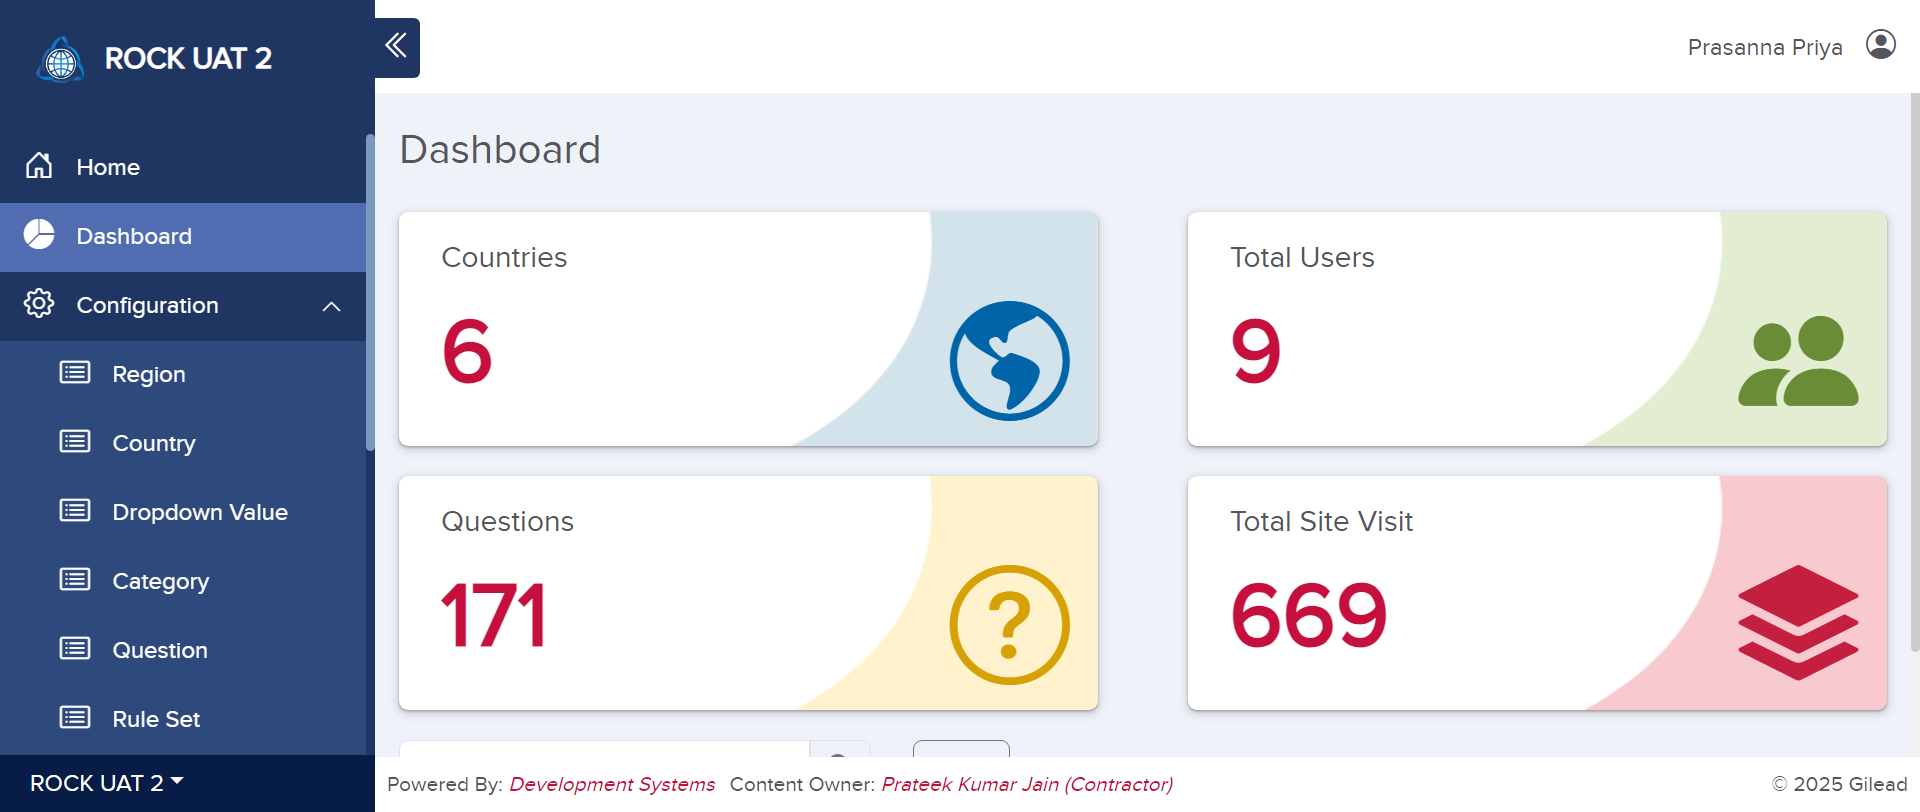 ROCK UAT 2
Prasanna Priya
Home
Dashboard
Configuration
Region
Country
Dropdown Value
Category
Question
Rule Set
ROCK UAT 2
Dashboard
Countries
6
Total Users
9
Questions
171
Total Site Visit
669
Powered By: Development Systems Content Owner: Prateek Kumar Jain (Contractor)
© 2025 Gilead